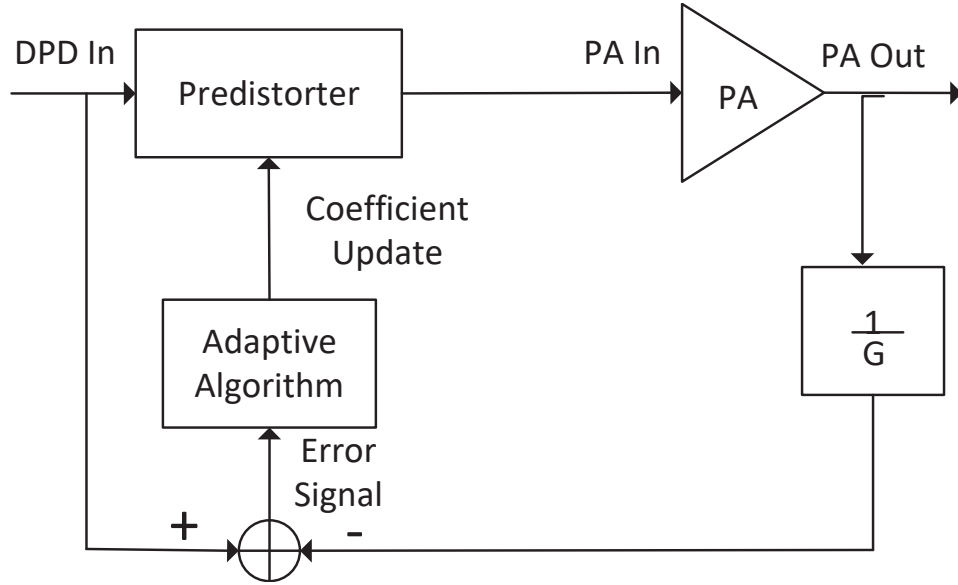 DPD In
Predistorter
PA In
PA
PA Out
Coefficient
Update
1
G
Adaptive
Algorithm
Error
Signal
+
-